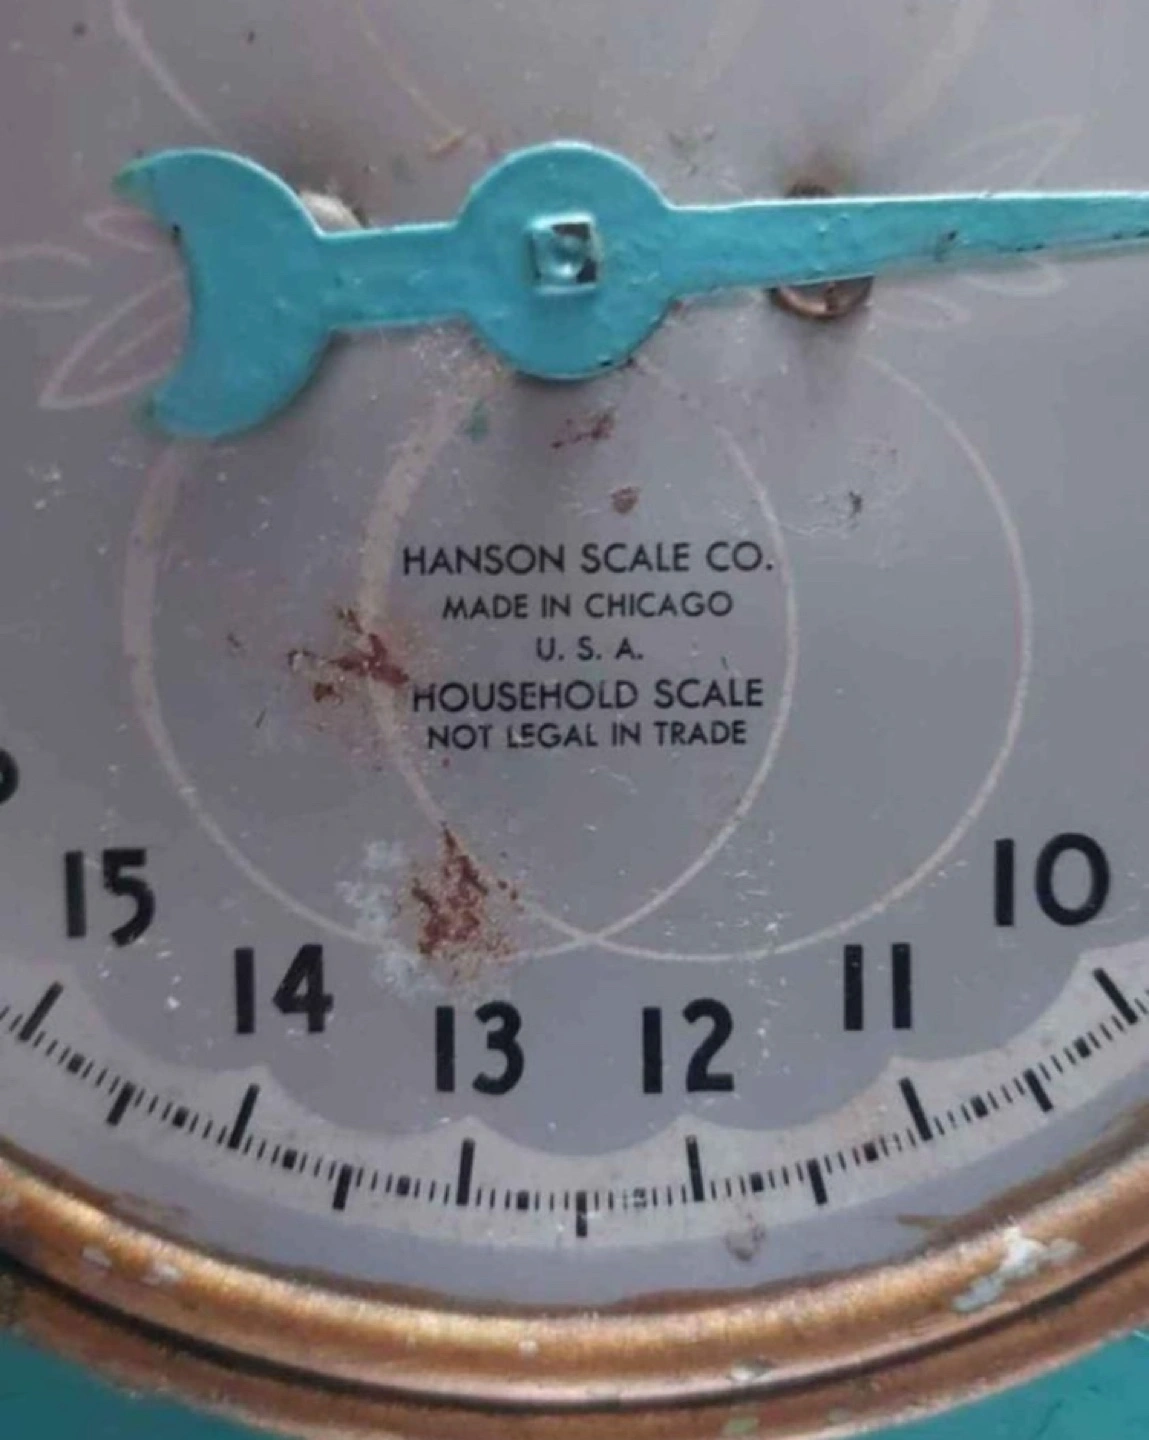 HANSON SCALE CO.
MADE IN CHICAGO
U. S. A.
HOUSEHOLD SCALE
NOT LEGAL IN TRADE
15
14
13
12
11
10